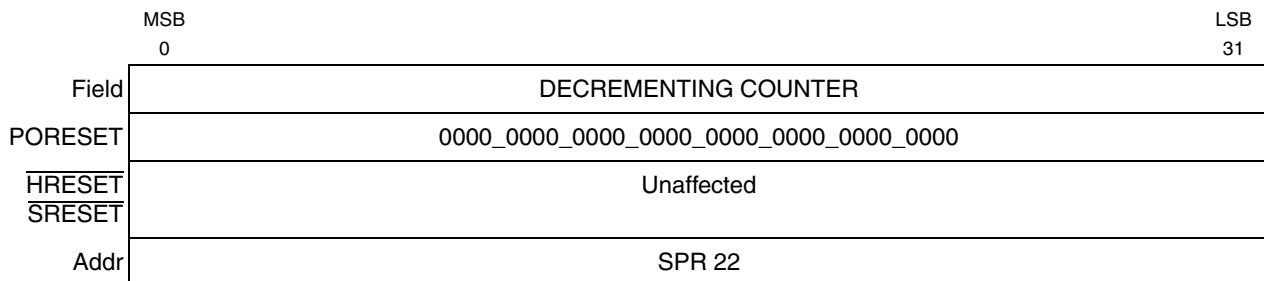 MSB LSB
0 31
Field DECREMENTING COUNTER
PORESET 0000_0000_0000_0000_0000_0000_0000_0000
HRESET Unaffected
SRESET
Addr SPR 22